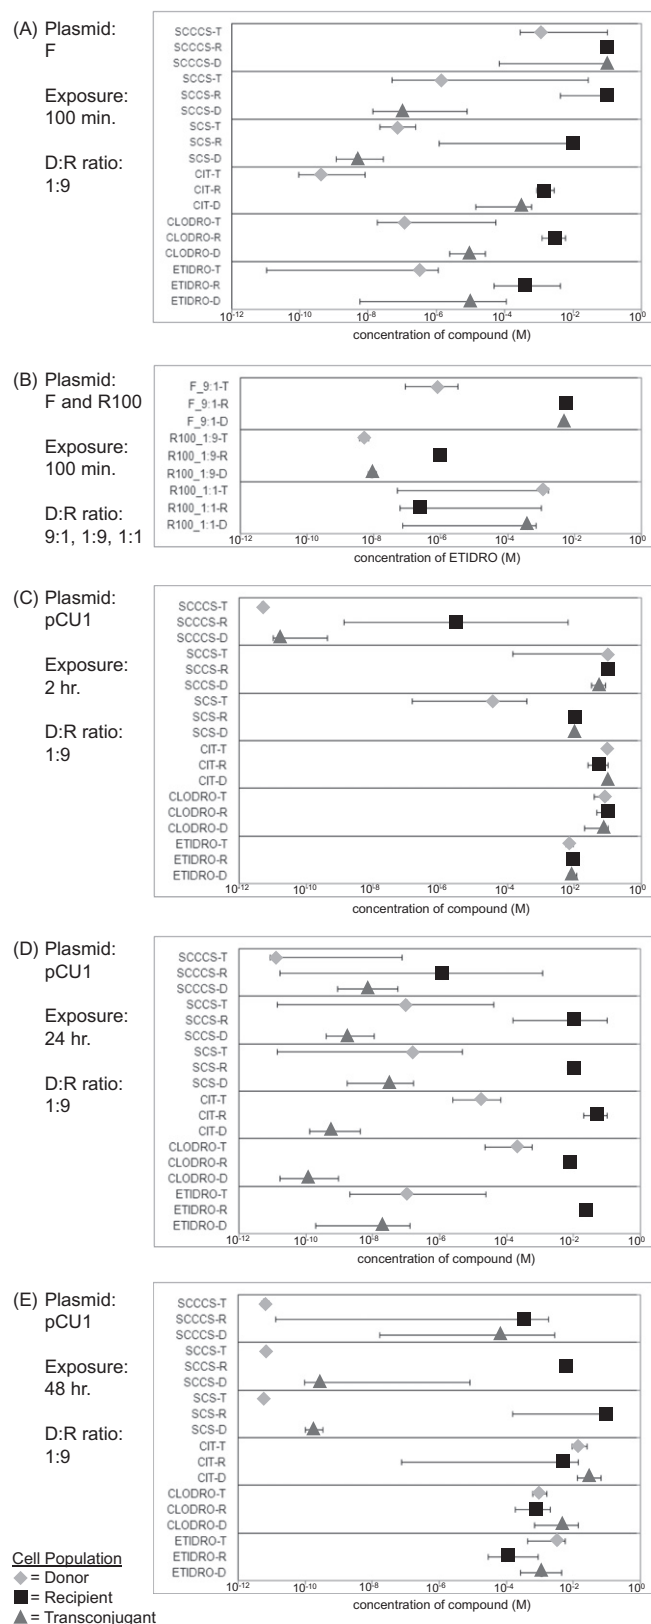 (A) Plasmid:
F
Exposure:
100 min.
D:R ratio:
1:9
SCCCS-T
SCCCS-R
SCCCS-D
SCCS-T
SCCS-R
SCCS-D
SCS-T
SCS-R
SCS-D
CIT-T
CIT-R
CIT-D
CLODRO-T
CLODRO-R
CLODRO-D
ETIDRO-T
ETIDRO-R
ETIDRO-D
10-12 10-10 10-8 10-6 10-4 10-2 100
concentration of compound (M)
(B) Plasmid:
F and R100
Exposure:
100 min.
D:R ratio:
9:1, 1:9, 1:1
F_9:1-T
F_9:1-R
F_9:1-D
R100_1:9-T
R100_1:9-R
R100_1:9-D
R100_1:1-T
R100_1:1-R
R100_1:1-D
10-12 10-10 10-8 10-6 10-4 10-2 100
concentration of ETIDRO (M)
(C) Plasmid:
pCU1
Exposure:
2 hr.
D:R ratio:
1:9
SCCCS-T
SCCCS-R
SCCCS-D
SCCS-T
SCCS-R
SCCS-D
SCS-T
SCS-R
SCS-D
CIT-T
CIT-R
CIT-D
CLODRO-T
CLODRO-R
CLODRO-D
ETIDRO-T
ETIDRO-R
ETIDRO-D
10-12 10-10 10-8 10-6 10-4 10-2 100
concentration of compound (M)
(D) Plasmid:
pCU1
Exposure:
24 hr.
D:R ratio:
1:9
SCCCS-T
SCCCS-R
SCCCS-D
SCCS-T
SCCS-R
SCCS-D
SCS-T
SCS-R
SCS-D
CIT-T
CIT-R
CIT-D
CLODRO-T
CLODRO-R
CLODRO-D
ETIDRO-T
ETIDRO-R
ETIDRO-D
10-12 10-10 10-8 10-6 10-4 10-2 100
concentration of compound (M)
(E) Plasmid:
pCU1
Exposure:
48 hr.
D:R ratio:
1:9
SCCCS-T
SCCCS-R
SCCCS-D
SCCS-T
SCCS-R
SCCS-D
SCS-T
SCS-R
SCS-D
CIT-T
CIT-R
CIT-D
CLODRO-T
CLODRO-R
CLODRO-D
ETIDRO-T
ETIDRO-R
ETIDRO-D
10-12 10-10 10-8 10-6 10-4 10-2 100
concentration of compound (M)
Cell Population
= Donor
= Recipient
= Transconjugant